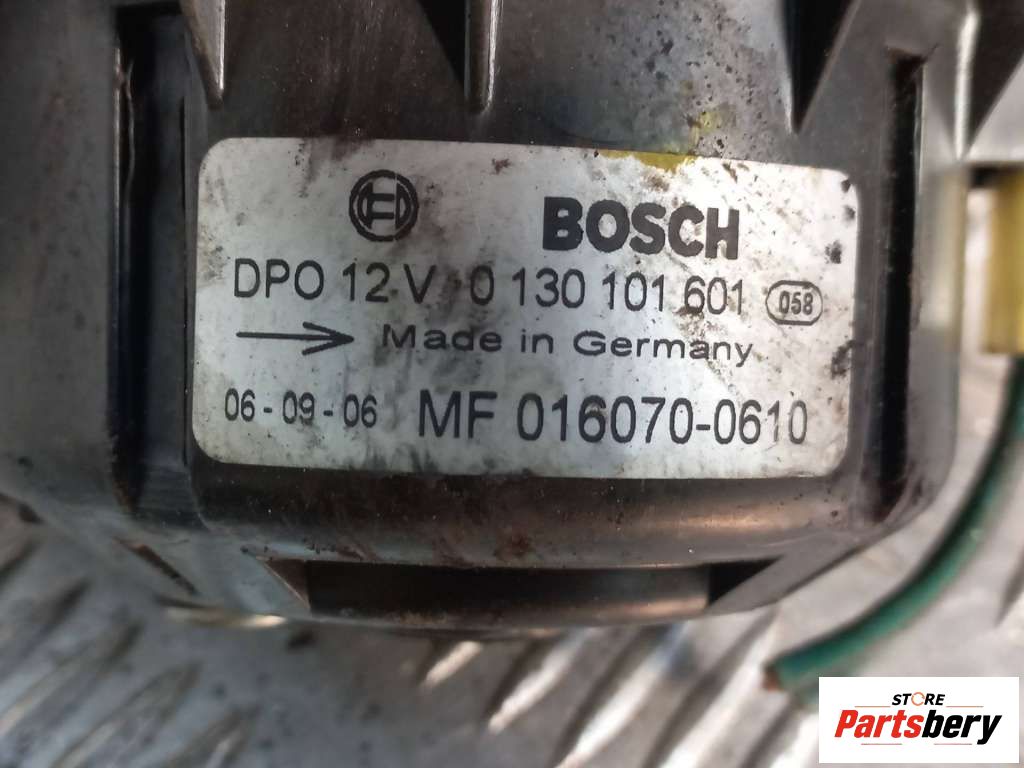 BOSCH
DPO 12 V 0 130 101 601 058
Made in Germany
06-09-06 MF 016070-0610
STORE
Partsbery